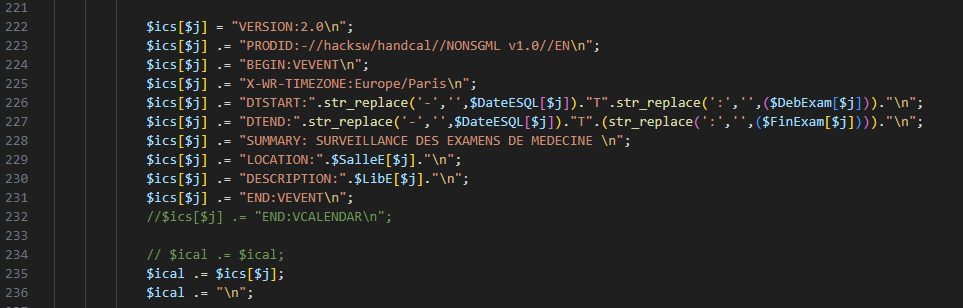 221
222 $ics[$j] = "VERSION:2.0\n";
223 $ics[$j] .= "PRODID:-//hacksw/handcal//NONSGML v1.0//EN\n";
224 $ics[$j] .= "BEGIN:VEVENT\n";
225 $ics[$j] .= "X-WR-TIMEZONE:Europe/Paris\n";
226 $ics[$j] .= "DTSTART:".str_replace('-','',$DateESQL[$j])."T".str_replace(':','',($DebExam[$j]))."\n";
227 $ics[$j] .= "DTEND:".str_replace('-','',$DateESQL[$j])."T".(str_replace(':','',($FinExam[$j])))."\n";
228 $ics[$j] .= "SUMMARY: SURVEILLANCE DES EXAMENS DE MEDECINE \n";
229 $ics[$j] .= "LOCATION:".$SalleE[$j]."\n";
230 $ics[$j] .= "DESCRIPTION:".$LibE[$j]."\n";
231 $ics[$j] .= "END:VEVENT\n";
232 //$ics[$j] .= "END:VCALENDAR\n";
233
234 // $ical .= $ical;
235 $ical .= $ics[$j];
236 $ical .= "\n";